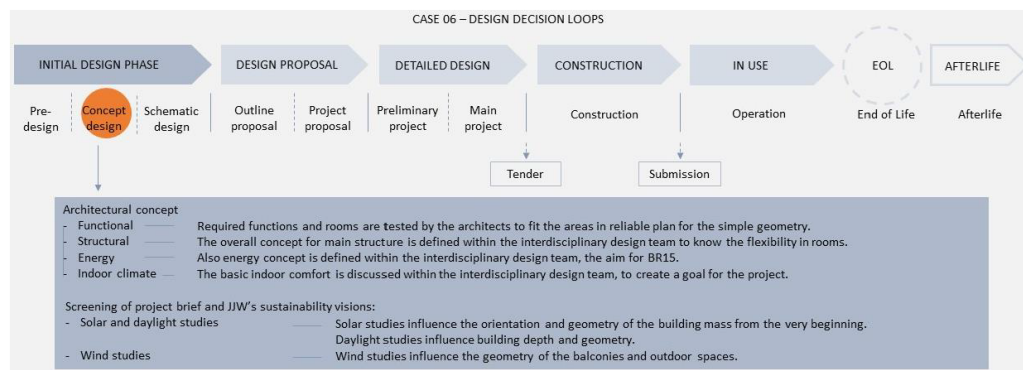 CASE 06 – DESIGN DECISION LOOPS
INITIAL DESIGN PHASE
DESIGN PROPOSAL
DETAILED DESIGN
CONSTRUCTION
IN USE
EOL
AFTERLIFE
Pre-
design
Concept
design
Schematic
design
Outline
proposal
Project
proposal
Preliminary
project
Main
project
Construction
Operation
End of Life
Afterlife
Tender
Submission
Architectural concept
- Functional Required functions and rooms are tested by the architects to fit the areas in reliable plan for the simple geometry.
- Structural The overall concept for main structure is defined within the interdisciplinary design team to know the flexibility in rooms.
- Energy Also energy concept is defined within the interdisciplinary design team, the aim for BR15.
- Indoor climate The basic indoor comfort is discussed within the interdisciplinary design team, to create a goal for the project.
Screening of project brief and JJW's sustainability visions:
- Solar and daylight studies Solar studies influence the orientation and geometry of the building mass from the very beginning.
Daylight studies influence building depth and geometry.
- Wind studies Wind studies influence the geometry of the balconies and outdoor spaces.